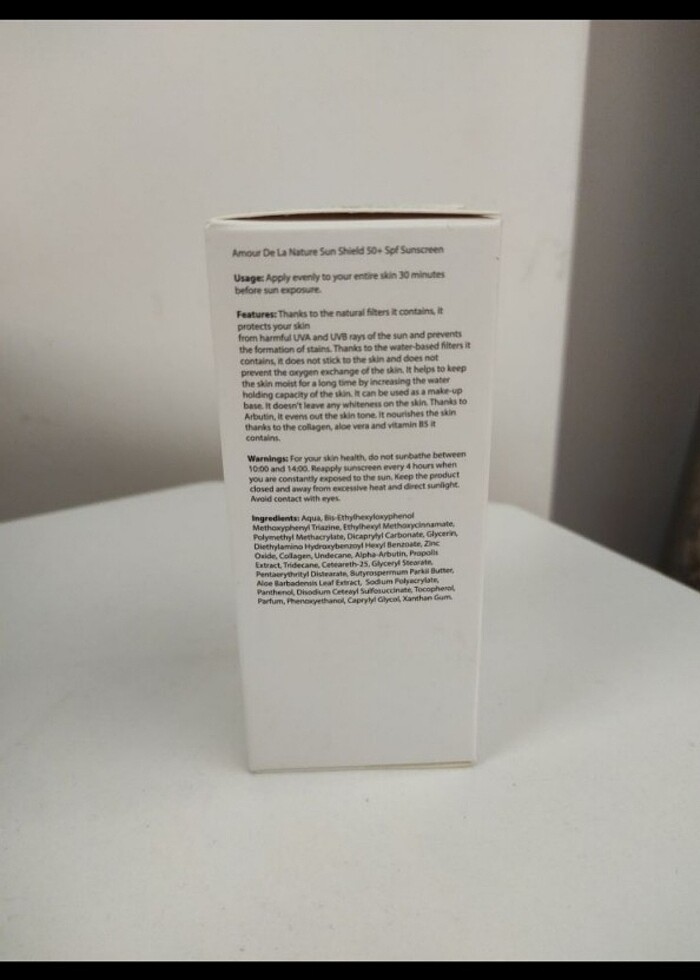 Amour De La Nature Sun Shield 50+ Spf Sunscreen
Usage: Apply evenly to your entire skin 30 minutes
before sun exposure.
Features: Thanks to the natural filters it contains, it
protects your skin
from harmful UVA and UVB rays of the sun and prevents
the formation of stains. Thanks to the water-based filters it
contains, it does not stick to the skin and does not
prevent the oxygen exchange of the skin. It helps to keep
the skin moist for a long time by increasing the water
holding capacity of the skin. It can be used as a make-up
base. It doesn't leave any whiteness on the skin. Thanks to
Arbutin, it evens out the skin tone. It nourishes the skin
thanks to the collagen, aloe vera and vitamin B5 it
contains.
Warnings: For your skin health, do not sunbathe between
10:00 and 14:00. Reapply sunscreen every 4 hours when
you are constantly exposed to the sun. Keep the product
closed and away from excessive heat and direct sunlight.
Avoid contact with eyes.
Ingredients: Aqua, Bis-Ethylhexyloxyphenol
Methoxyphenyl Triazine, Ethylhexyl Methoxycinnamate,
Polymethyl Methacrylate, Dicaprylyl Carbonate, Glycerin,
Diethylamino Hydroxybenzoyl Hexyl Benzoate, Zinc
Oxide, Collagen, Undecane, Alpha-Arbutin, Propolis
Extract, Tridecane, Ceteareth-25, Glyceryl Stearate,
Pentaerythrityl Distearate, Butyrospermum Parkii Butter,
Aloe Barbadensis Leaf Extract, Sodium Polyacrylate,
Panthenol, Disodium Cetearyl Sulfosuccinate, Tocopherol,
Parfum, Phenoxyethanol, Caprylyl Glycol, Xanthan Gum.